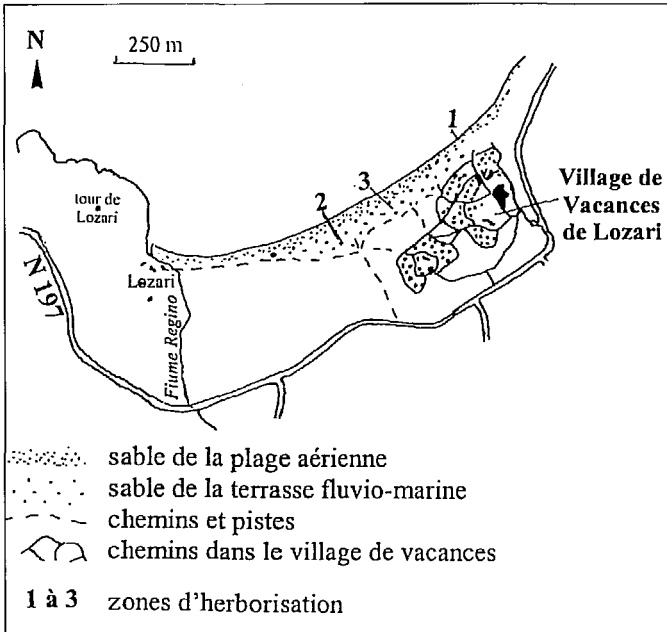 N
250 m
1
3
2
tour de
Lozari
Village de
Vacances
de Lozari
Lozari
N 197
Fiume Regino
sable de la plage aérienne
sable de la terrasse fluvio-marine
chemins et pistes
chemins dans le village de vacances
1 à 3 zones d'herborisation